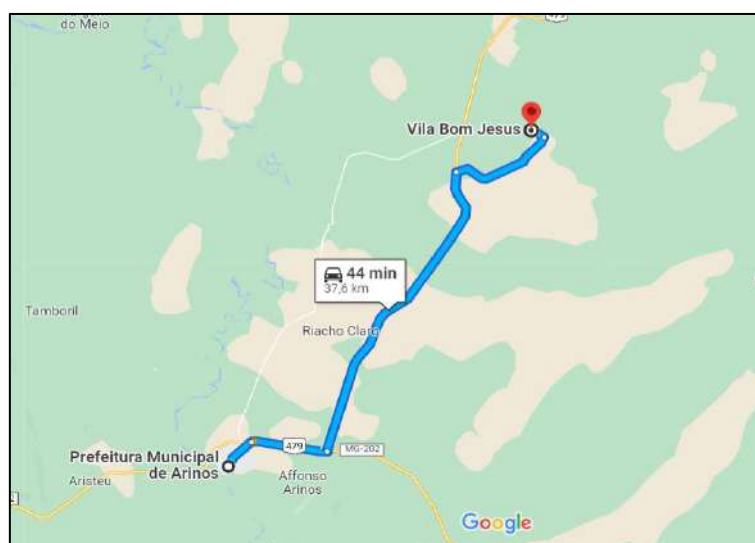 do Meio
479
Vila Bom Jesus
44 min
37,6 km
Riacho Claro
Tamboril
479
MG-202
Prefeitura Municipal
de Arinos
Aristeu
Affonso
Arinos
Google